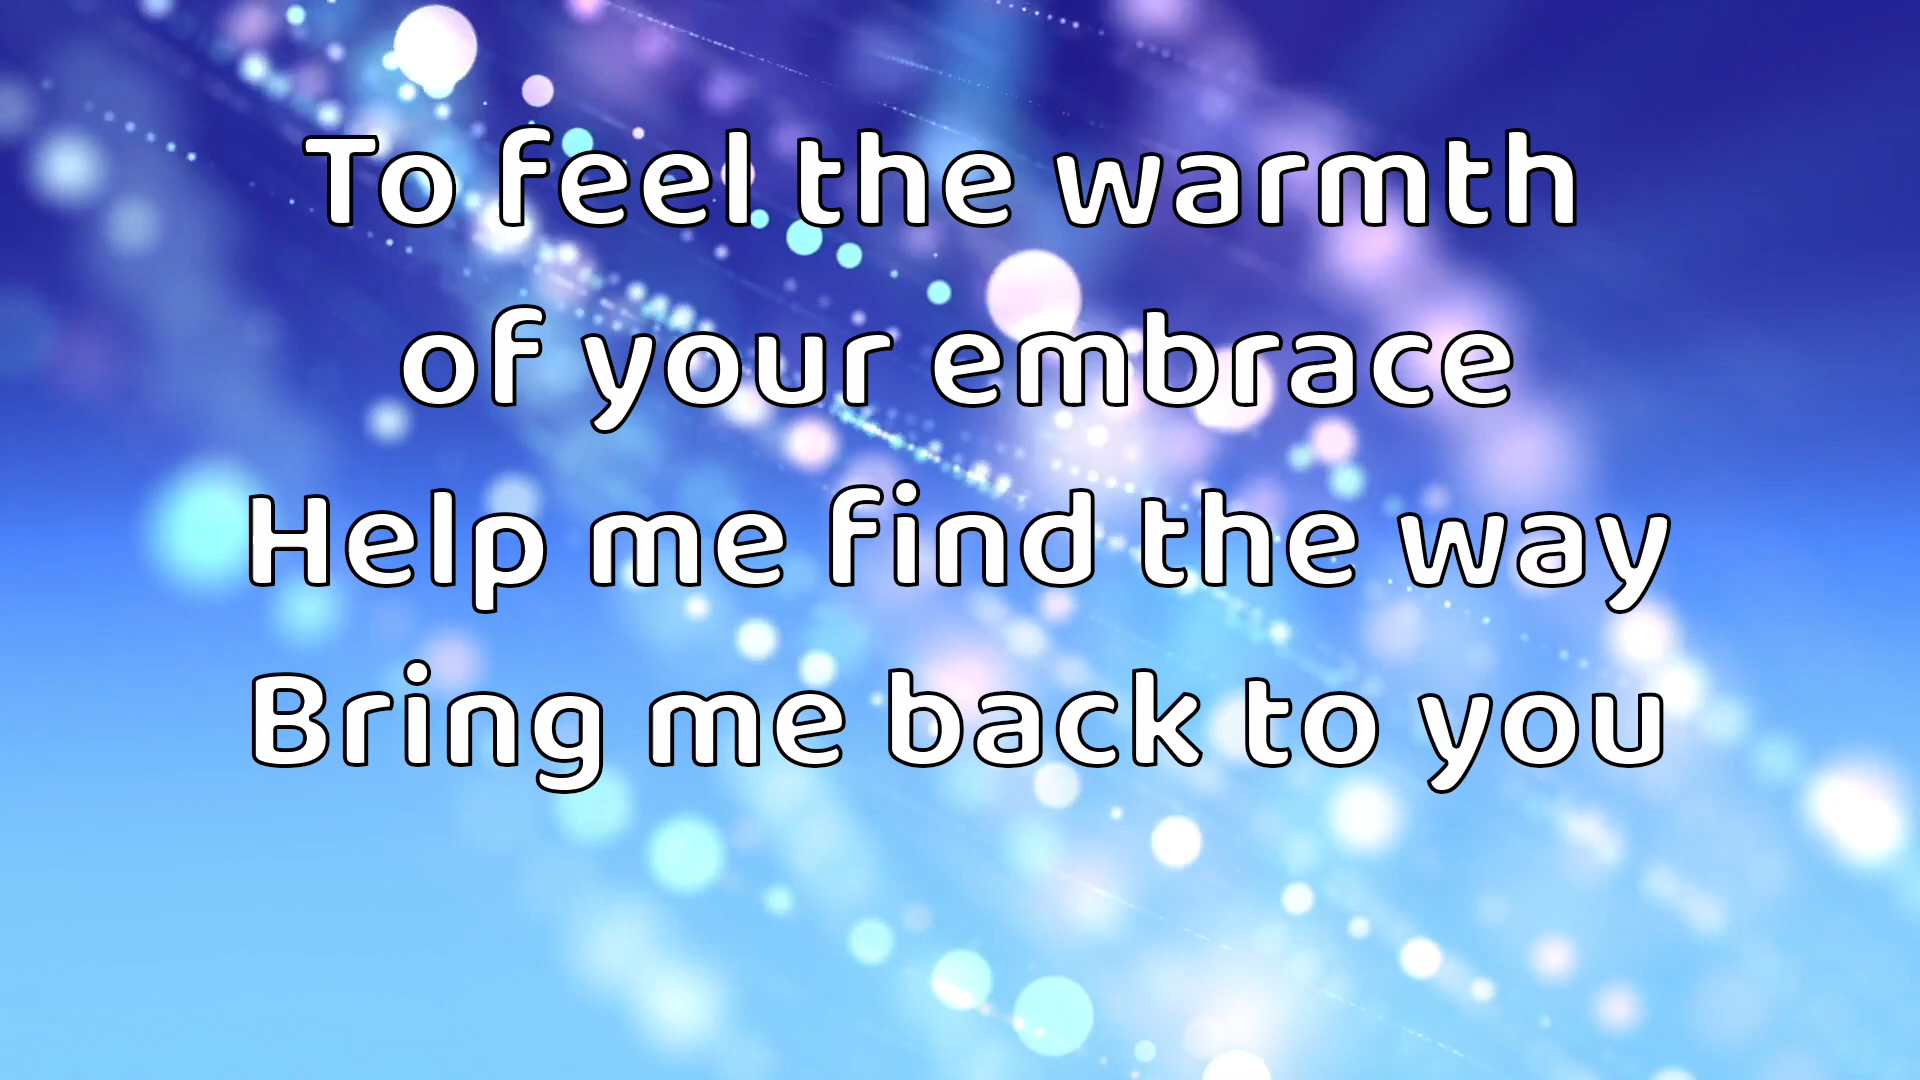 To feel the warmth
of your embrace
Help me find the way
Bring me back to you